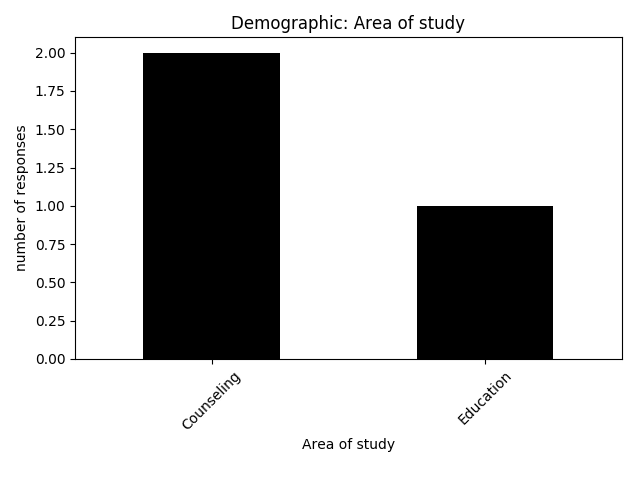 Demographic: Area of study
2.00
1.75
1.50
1.25
1.00
0.75
0.50
0.25
0.00
number of responses
Counseling
Education
Area of study